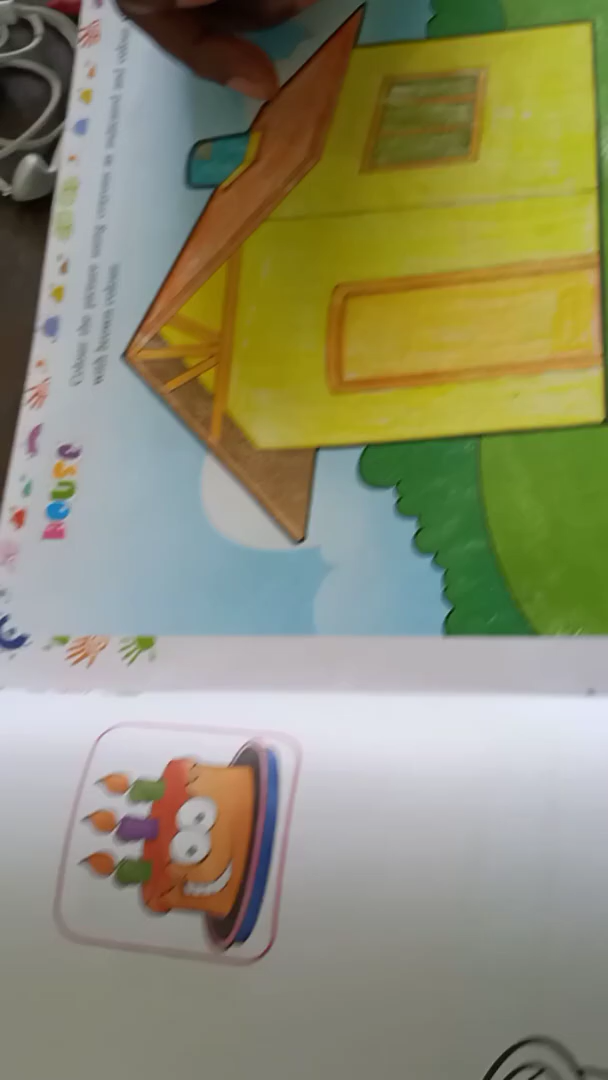 HOUSE
Colour the picture using crayons as indicated and colour
with brown colour.